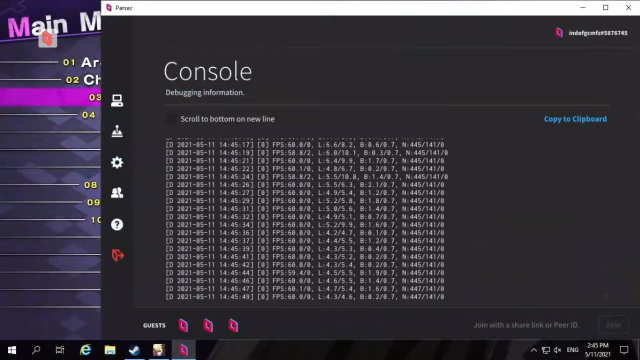 Parsec
Main M
indofgcmfz#5876745
01 Ar
02 Ch
03
04
08
09
10
Console
Debugging information.
Scroll to bottom on new line
Copy to Clipboard
[D 2021-05-11 14:45:17] [0] FPS:60.0/0, L:6.6/8.2, B:0.6/0.7, N:445/141/0
[D 2021-05-11 14:45:19] [0] FPS:58.8/2, L:6.0/10.1, B:0.3/0.7, N:445/141/0
[D 2021-05-11 14:45:21] [0] FPS:60.0/0, L:6.4/9.9, B:1.7/0.7, N:445/141/0
[D 2021-05-11 14:45:22] [0] FPS:60.1/0, L:4.8/6.7, B:0.2/0.7, N:445/141/0
[D 2021-05-11 14:45:24] [0] FPS:58.8/2, L:5.5/10.8, B:1.4/0.7, N:445/141/0
[D 2021-05-11 14:45:26] [0] FPS:60.0/0, L:5.5/6.3, B:2.1/0.7, N:445/141/0
[D 2021-05-11 14:45:27] [0] FPS:60.0/0, L:4.9/5.4, B:1.2/0.7, N:445/141/0
[D 2021-05-11 14:45:29] [0] FPS:60.0/0, L:5.2/5.8, B:1.8/0.7, N:445/141/0
[D 2021-05-11 14:45:31] [0] FPS:60.0/0, L:5.0/5.6, B:1.4/0.7, N:445/141/0
[D 2021-05-11 14:45:32] [0] FPS:60.0/0, L:4.9/5.1, B:0.7/0.7, N:445/141/0
[D 2021-05-11 14:45:34] [0] FPS:60.0/0, L:5.2/9.9, B:1.6/0.7, N:445/141/0
[D 2021-05-11 14:45:36] [0] FPS:60.0/0, L:4.2/4.7, B:0.1/0.7, N:445/141/0
[D 2021-05-11 14:45:37] [0] FPS:60.0/0, L:4.4/5.5, B:1.2/0.7, N:445/141/0
[D 2021-05-11 14:45:39] [0] FPS:60.0/0, L:4.4/5.3, B:0.4/0.7, N:445/141/0
[D 2021-05-11 14:45:41] [0] FPS:60.0/0, L:4.3/5.2, B:0.2/0.7, N:445/141/0
[D 2021-05-11 14:45:42] [0] FPS:60.0/0, L:4.3/5.4, B:0.2/0.7, N:445/141/0
[D 2021-05-11 14:45:44] [0] FPS:59.4/0, L:4.5/5.5, B:1.9/0.7, N:445/141/0
[D 2021-05-11 14:45:46] [0] FPS:60.0/0, L:4.6/5.5, B:2.0/0.7, N:445/141/0
[D 2021-05-11 14:45:47] [0] FPS:60.1/0, L:4.7/5.4, B:0.1/0.7, N:447/141/0
[D 2021-05-11 14:45:49] [0] FPS:60.0/0, L:4.3/4.6, B:0.2/0.7, N:447/141/0
GUESTS
Join with a share link or Peer ID.
ENG
2:45 PM
5/11/2021